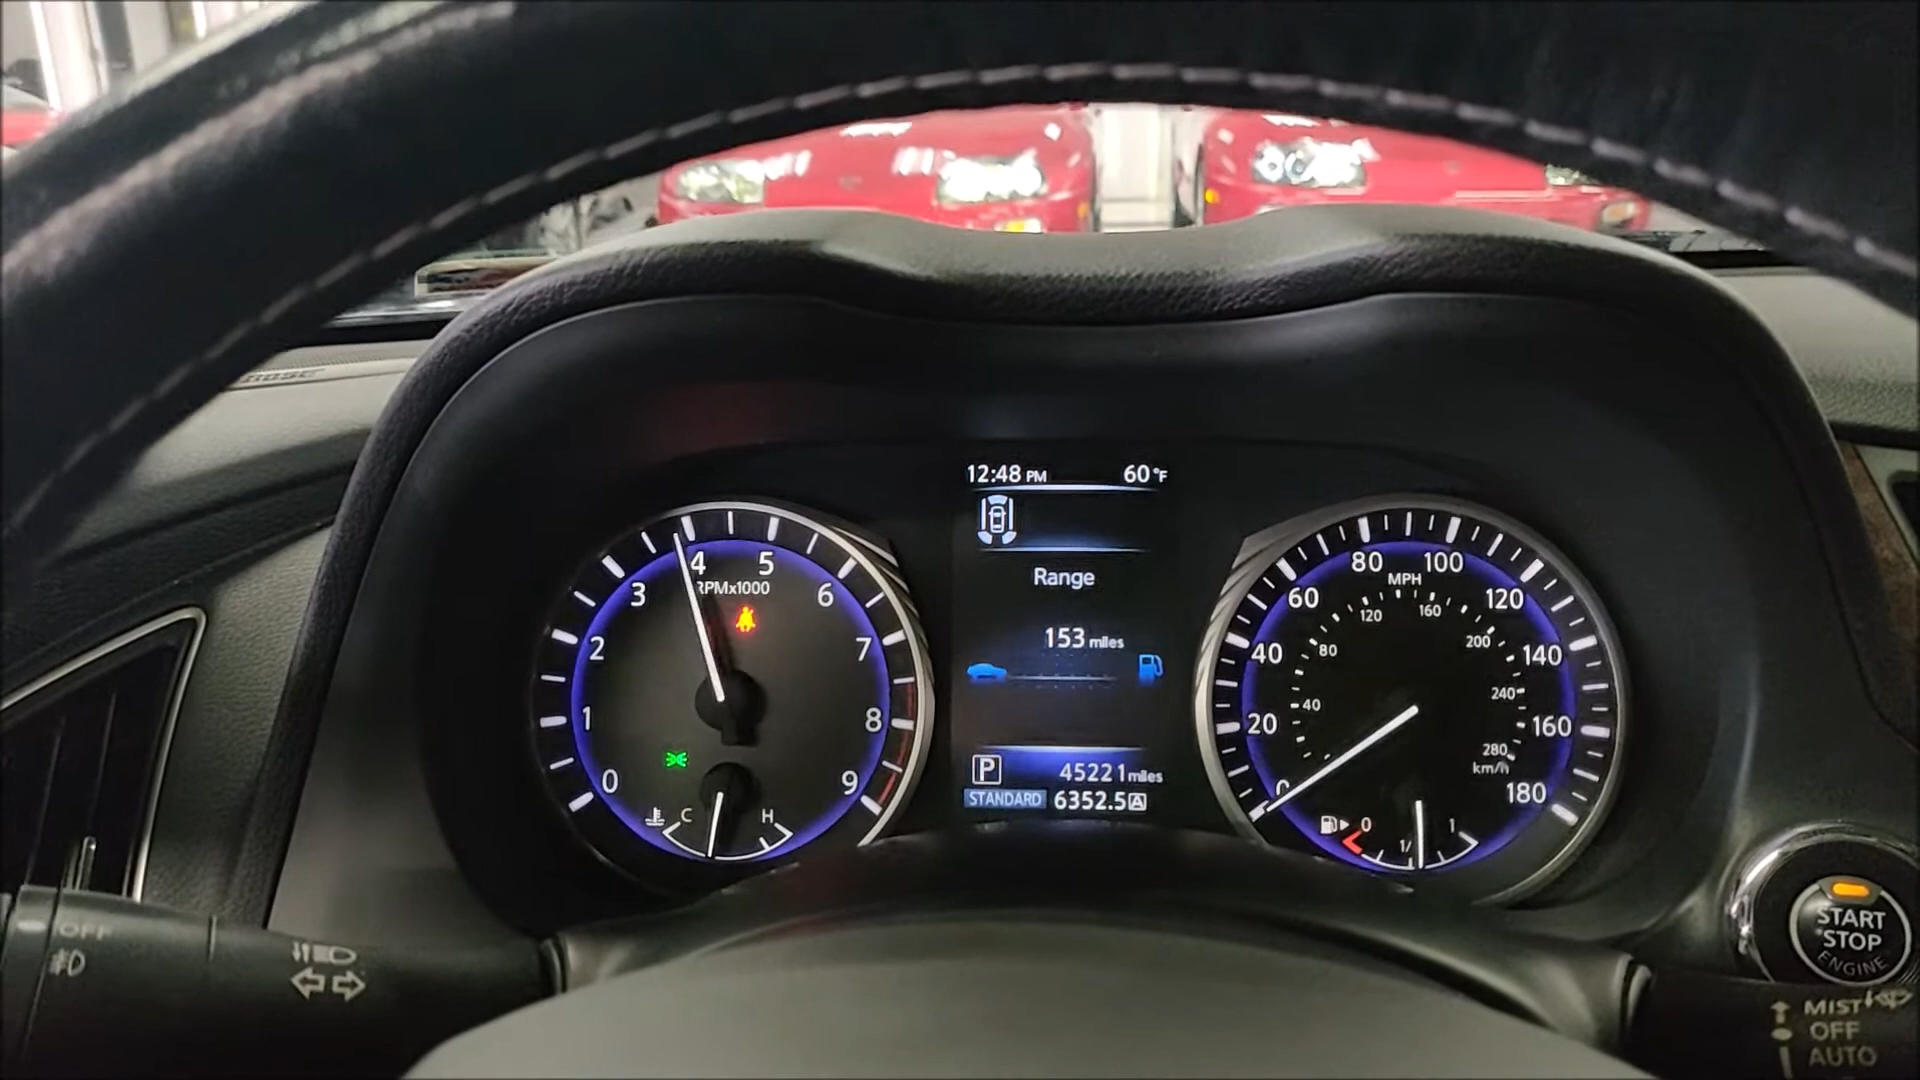 BOSE
12:48 PM 60°F
Range
153 miles
P 45221 miles
STANDARD 6352.5 A
0 1 2 3 4 5 6 7 8 9
RPMx1000
C H
0 20 40 60 80 100 120 140 160 180
MPH
40 80 120 160 200 240 280
km/h
0 1/ 1
START
STOP
ENGINE
OFF
MIST
OFF
AUTO